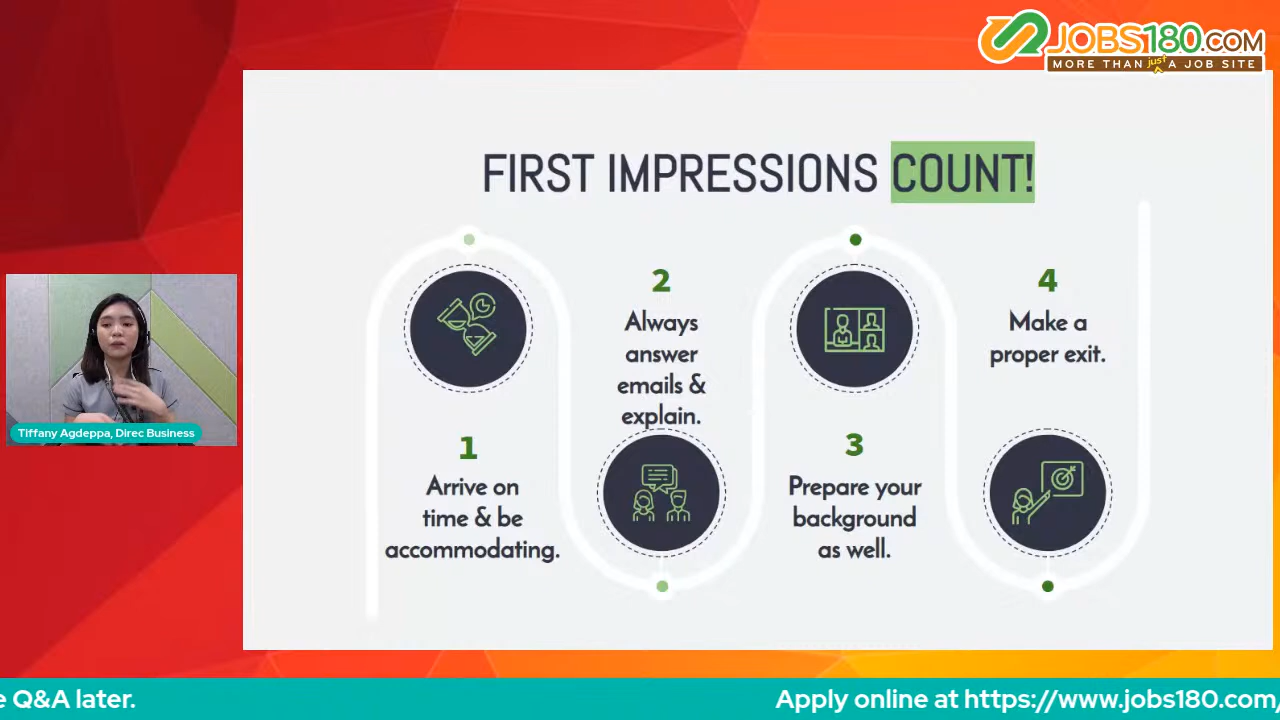 JOBS180.COM
MORE THAN just A JOB SITE
FIRST IMPRESSIONS COUNT!
1
Arrive on
time & be
accommodating.
2
Always
answer
emails &
explain.
3
Prepare your
background
as well.
4
Make a
proper exit.
Tiffany Agdeppa, Direc Business
e Q&A later.
Apply online at https://www.jobs180.com/